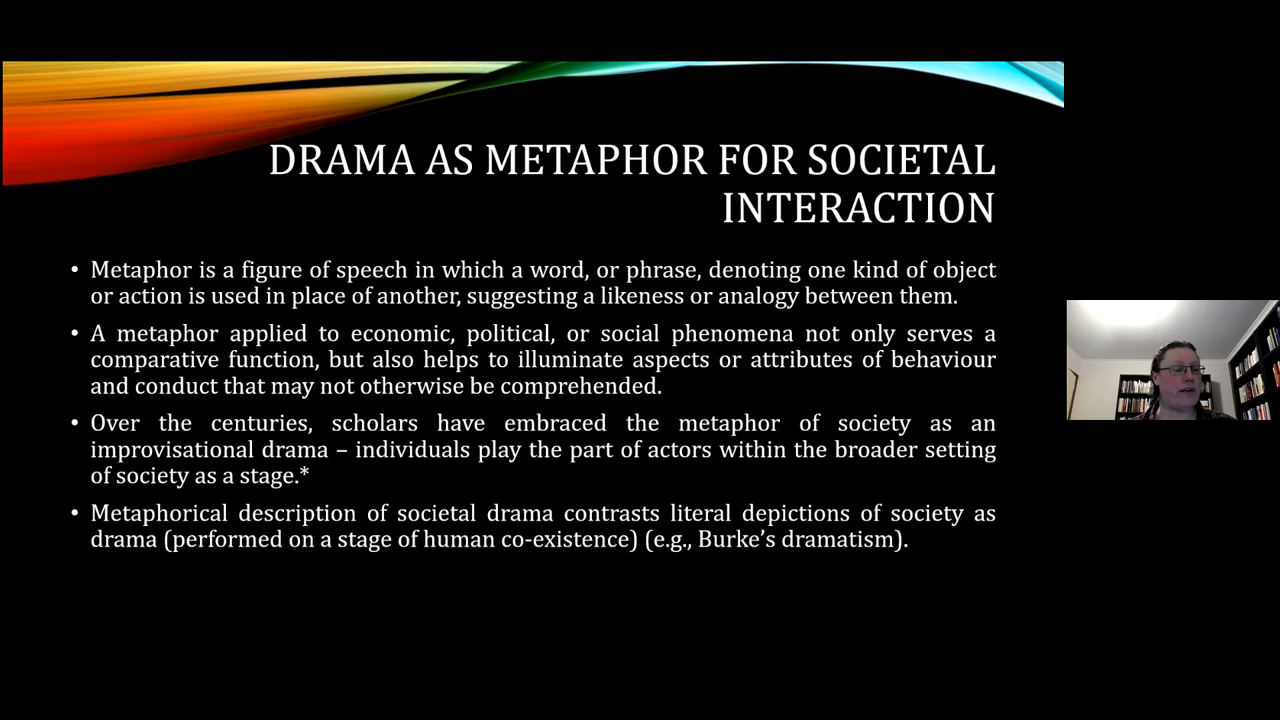 DRAMA AS METAPHOR FOR SOCIETAL
INTERACTION
• Metaphor is a figure of speech in which a word, or phrase, denoting one kind of object
or action is used in place of another, suggesting a likeness or analogy between them.
• A metaphor applied to economic, political, or social phenomena not only serves a
comparative function, but also helps to illuminate aspects or attributes of behaviour
and conduct that may not otherwise be comprehended.
• Over the centuries, scholars have embraced the metaphor of society as an
improvisational drama – individuals play the part of actors within the broader setting
of society as a stage.*
• Metaphorical description of societal drama contrasts literal depictions of society as
drama (performed on a stage of human co-existence) (e.g., Burke’s dramatism).